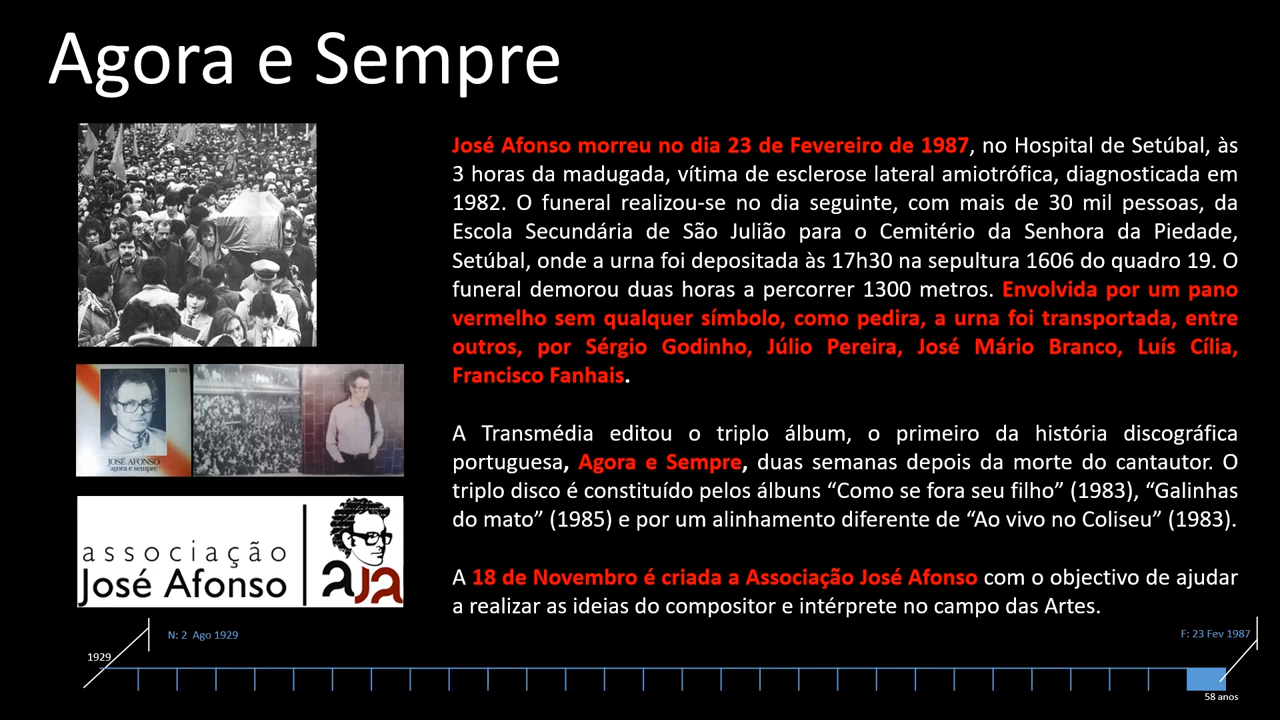 Agora e Sempre
José Afonso morreu no dia 23 de Fevereiro de 1987, no Hospital de Setúbal, às
3 horas da madugada, vítima de esclerose lateral amiotrófica, diagnosticada em
1982. O funeral realizou-se no dia seguinte, com mais de 30 mil pessoas, da
Escola Secundária de São Julião para o Cemitério da Senhora da Piedade,
Setúbal, onde a urna foi depositada às 17h30 na sepultura 1606 do quadro 19. O
funeral demorou duas horas a percorrer 1300 metros. Envolvida por um pano
vermelho sem qualquer símbolo, como pedira, a urna foi transportada, entre
outros, por Sérgio Godinho, Júlio Pereira, José Mário Branco, Luís Cília,
Francisco Fanhais.
A Transmédia editou o triplo álbum, o primeiro da história discográfica
portuguesa, Agora e Sempre, duas semanas depois da morte do cantautor. O
triplo disco é constituído pelos álbuns “Como se fora seu filho” (1983), “Galinhas
do mato” (1985) e por um alinhamento diferente de “Ao vivo no Coliseu” (1983).
A 18 de Novembro é criada a Associação José Afonso com o objectivo de ajudar
a realizar as ideias do compositor e intérprete no campo das Artes.
JOSÉ AFONSO
agora e sempre
associação
José Afonso
aja
N: 2 Ago 1929
F: 23 Fev 1987
1929
58 anos